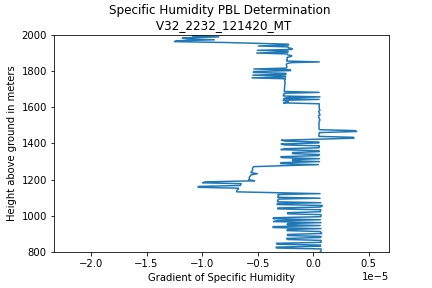 Specific Humidity PBL Determination
V32_2232_121420_MT
2000
1800
1600
1400
1200
1000
800
Height above ground in meters
−2.0 −1.5 −1.0 −0.5 0.0 0.5
1e−5
Gradient of Specific Humidity